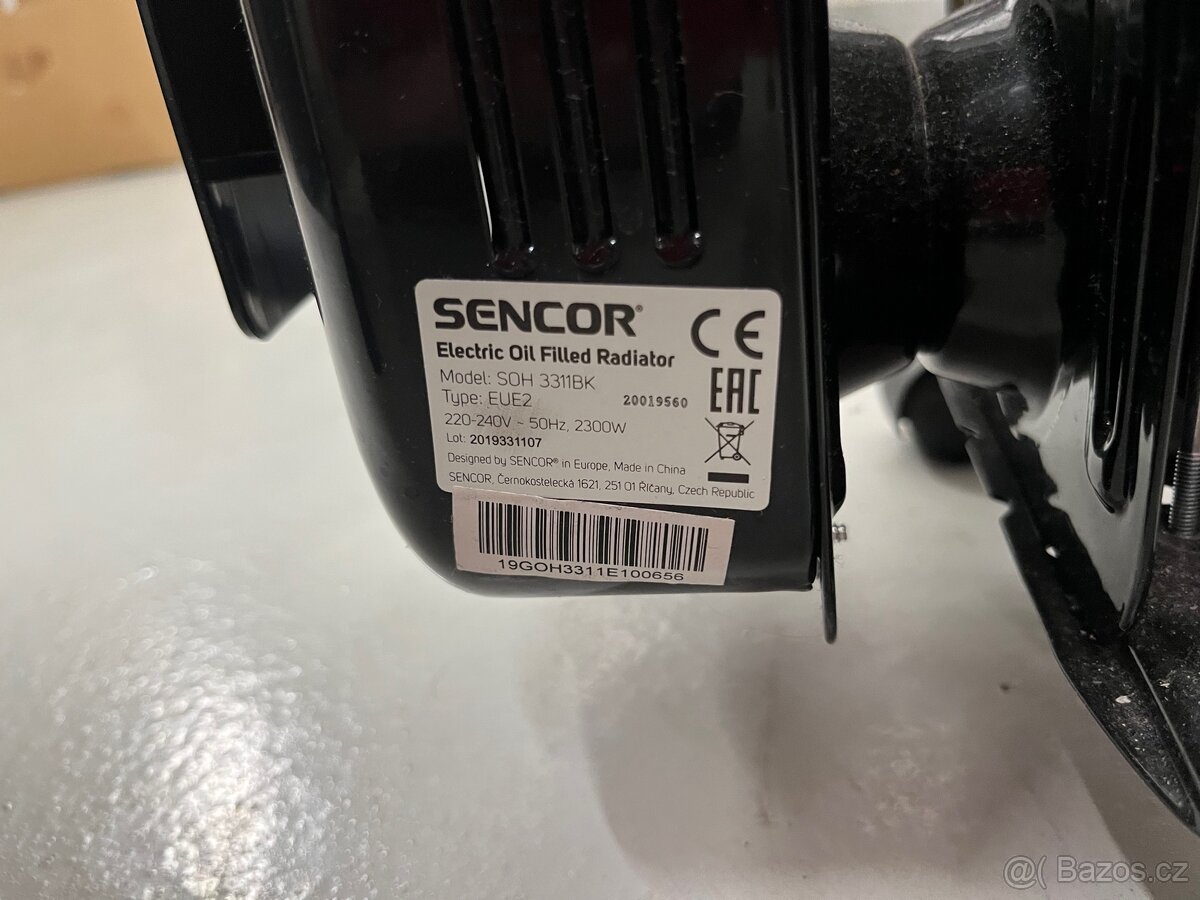 SENCOR®
CE
Electric Oil Filled Radiator
Model: SOH 3311BK
EAC
Type: EUE2
20019560
220-240V ~ 50Hz, 2300W
Lot: 2019331107
Designed by SENCOR® in Europe, Made in China
SENCOR, Černokostelecká 1621, 251 01 Říčany, Czech Republic
19GOH3311E100656
@( Bazos.cz